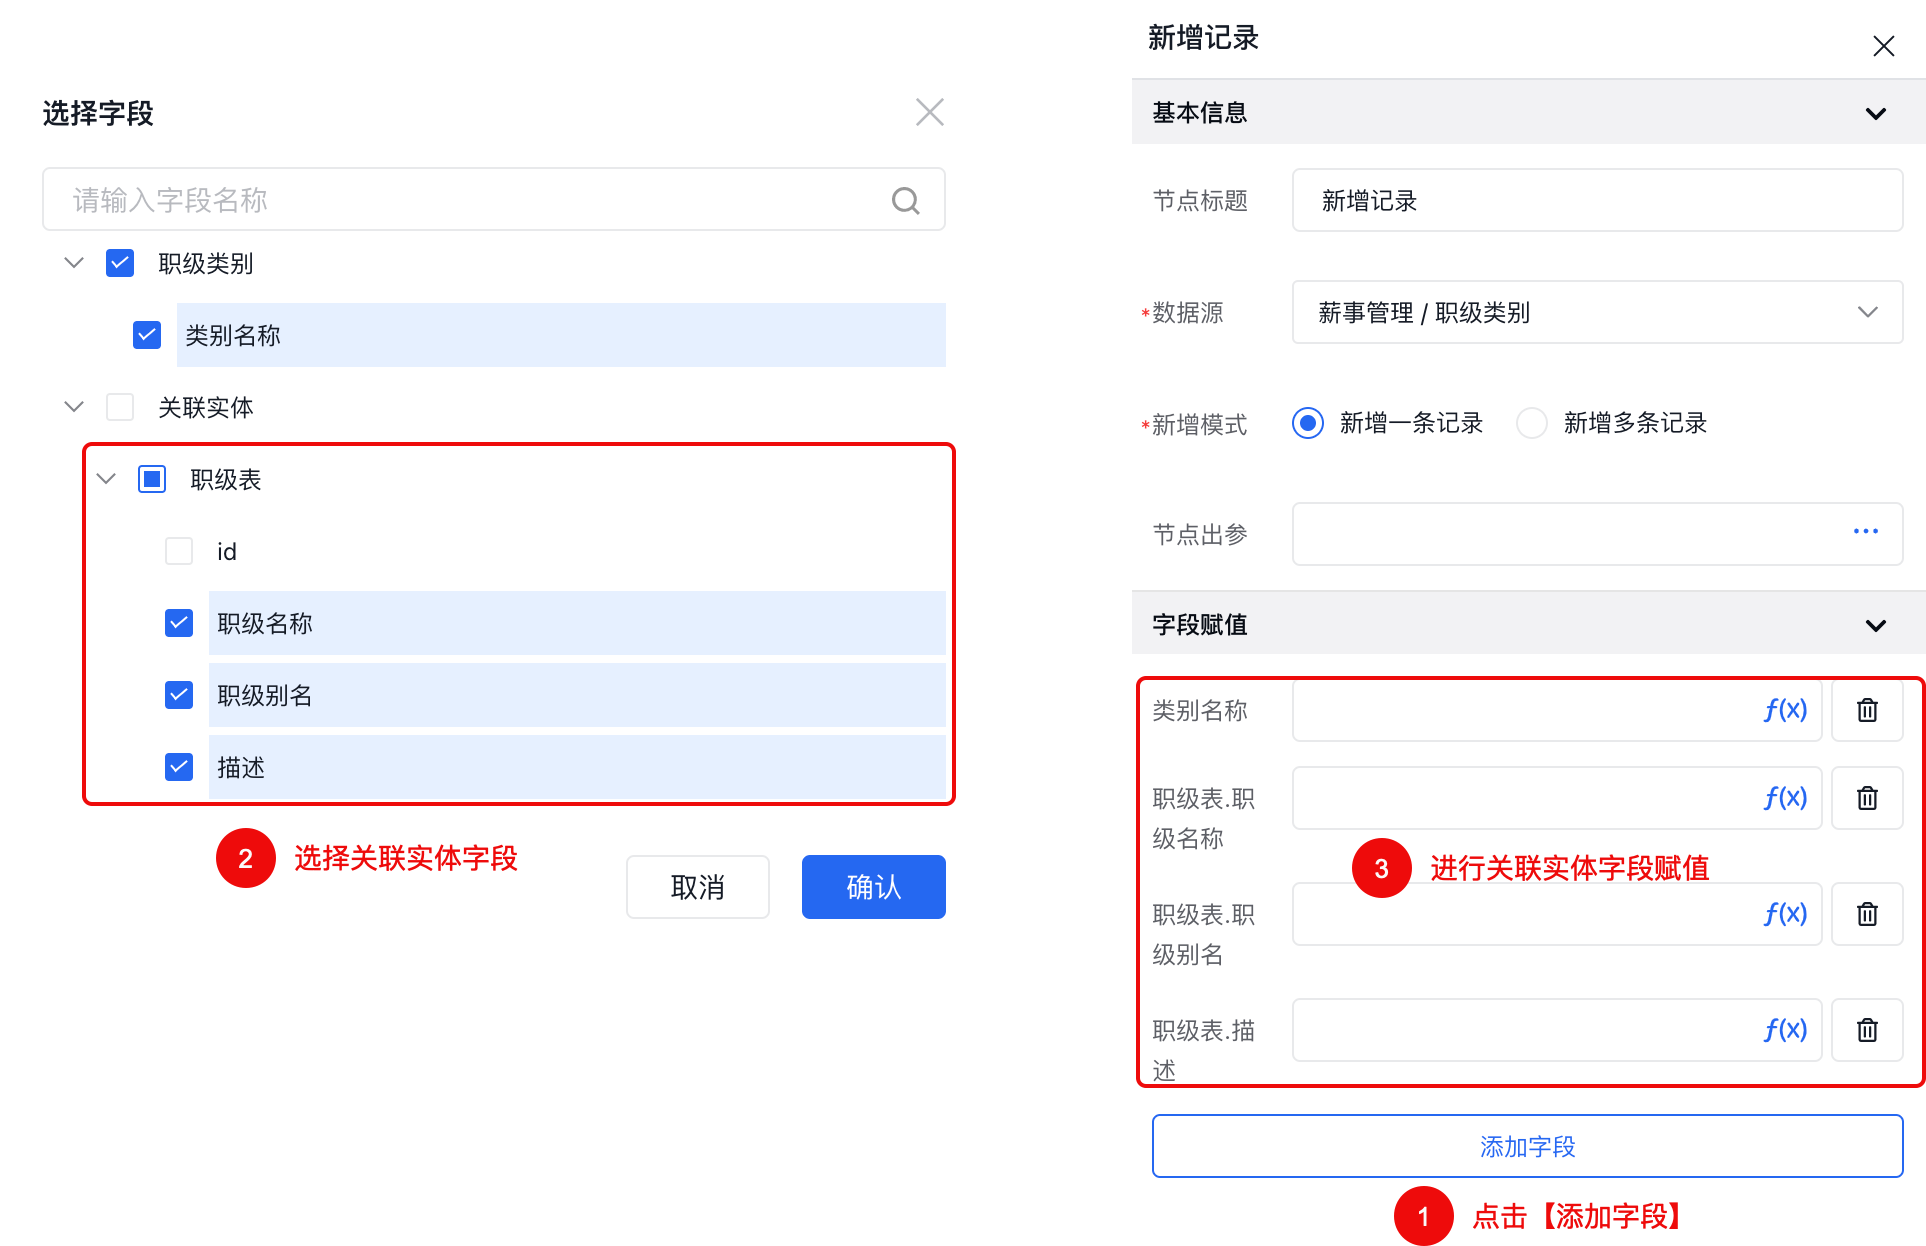 选择字段
请输入字段名称
职级类别
类别名称
关联实体
职级表
id
职级名称
职级别名
描述
2 选择关联实体字段
取消
确认
新增记录
基本信息
节点标题
新增记录
*数据源
薪事管理 / 职级类别
*新增模式
新增一条记录
新增多条记录
节点出参
...
字段赋值
类别名称
f(x)
职级表.职
级名称
f(x)
3 进行关联实体字段赋值
职级表.职
级别名
f(x)
职级表.描
述
f(x)
添加字段
1 点击【添加字段】